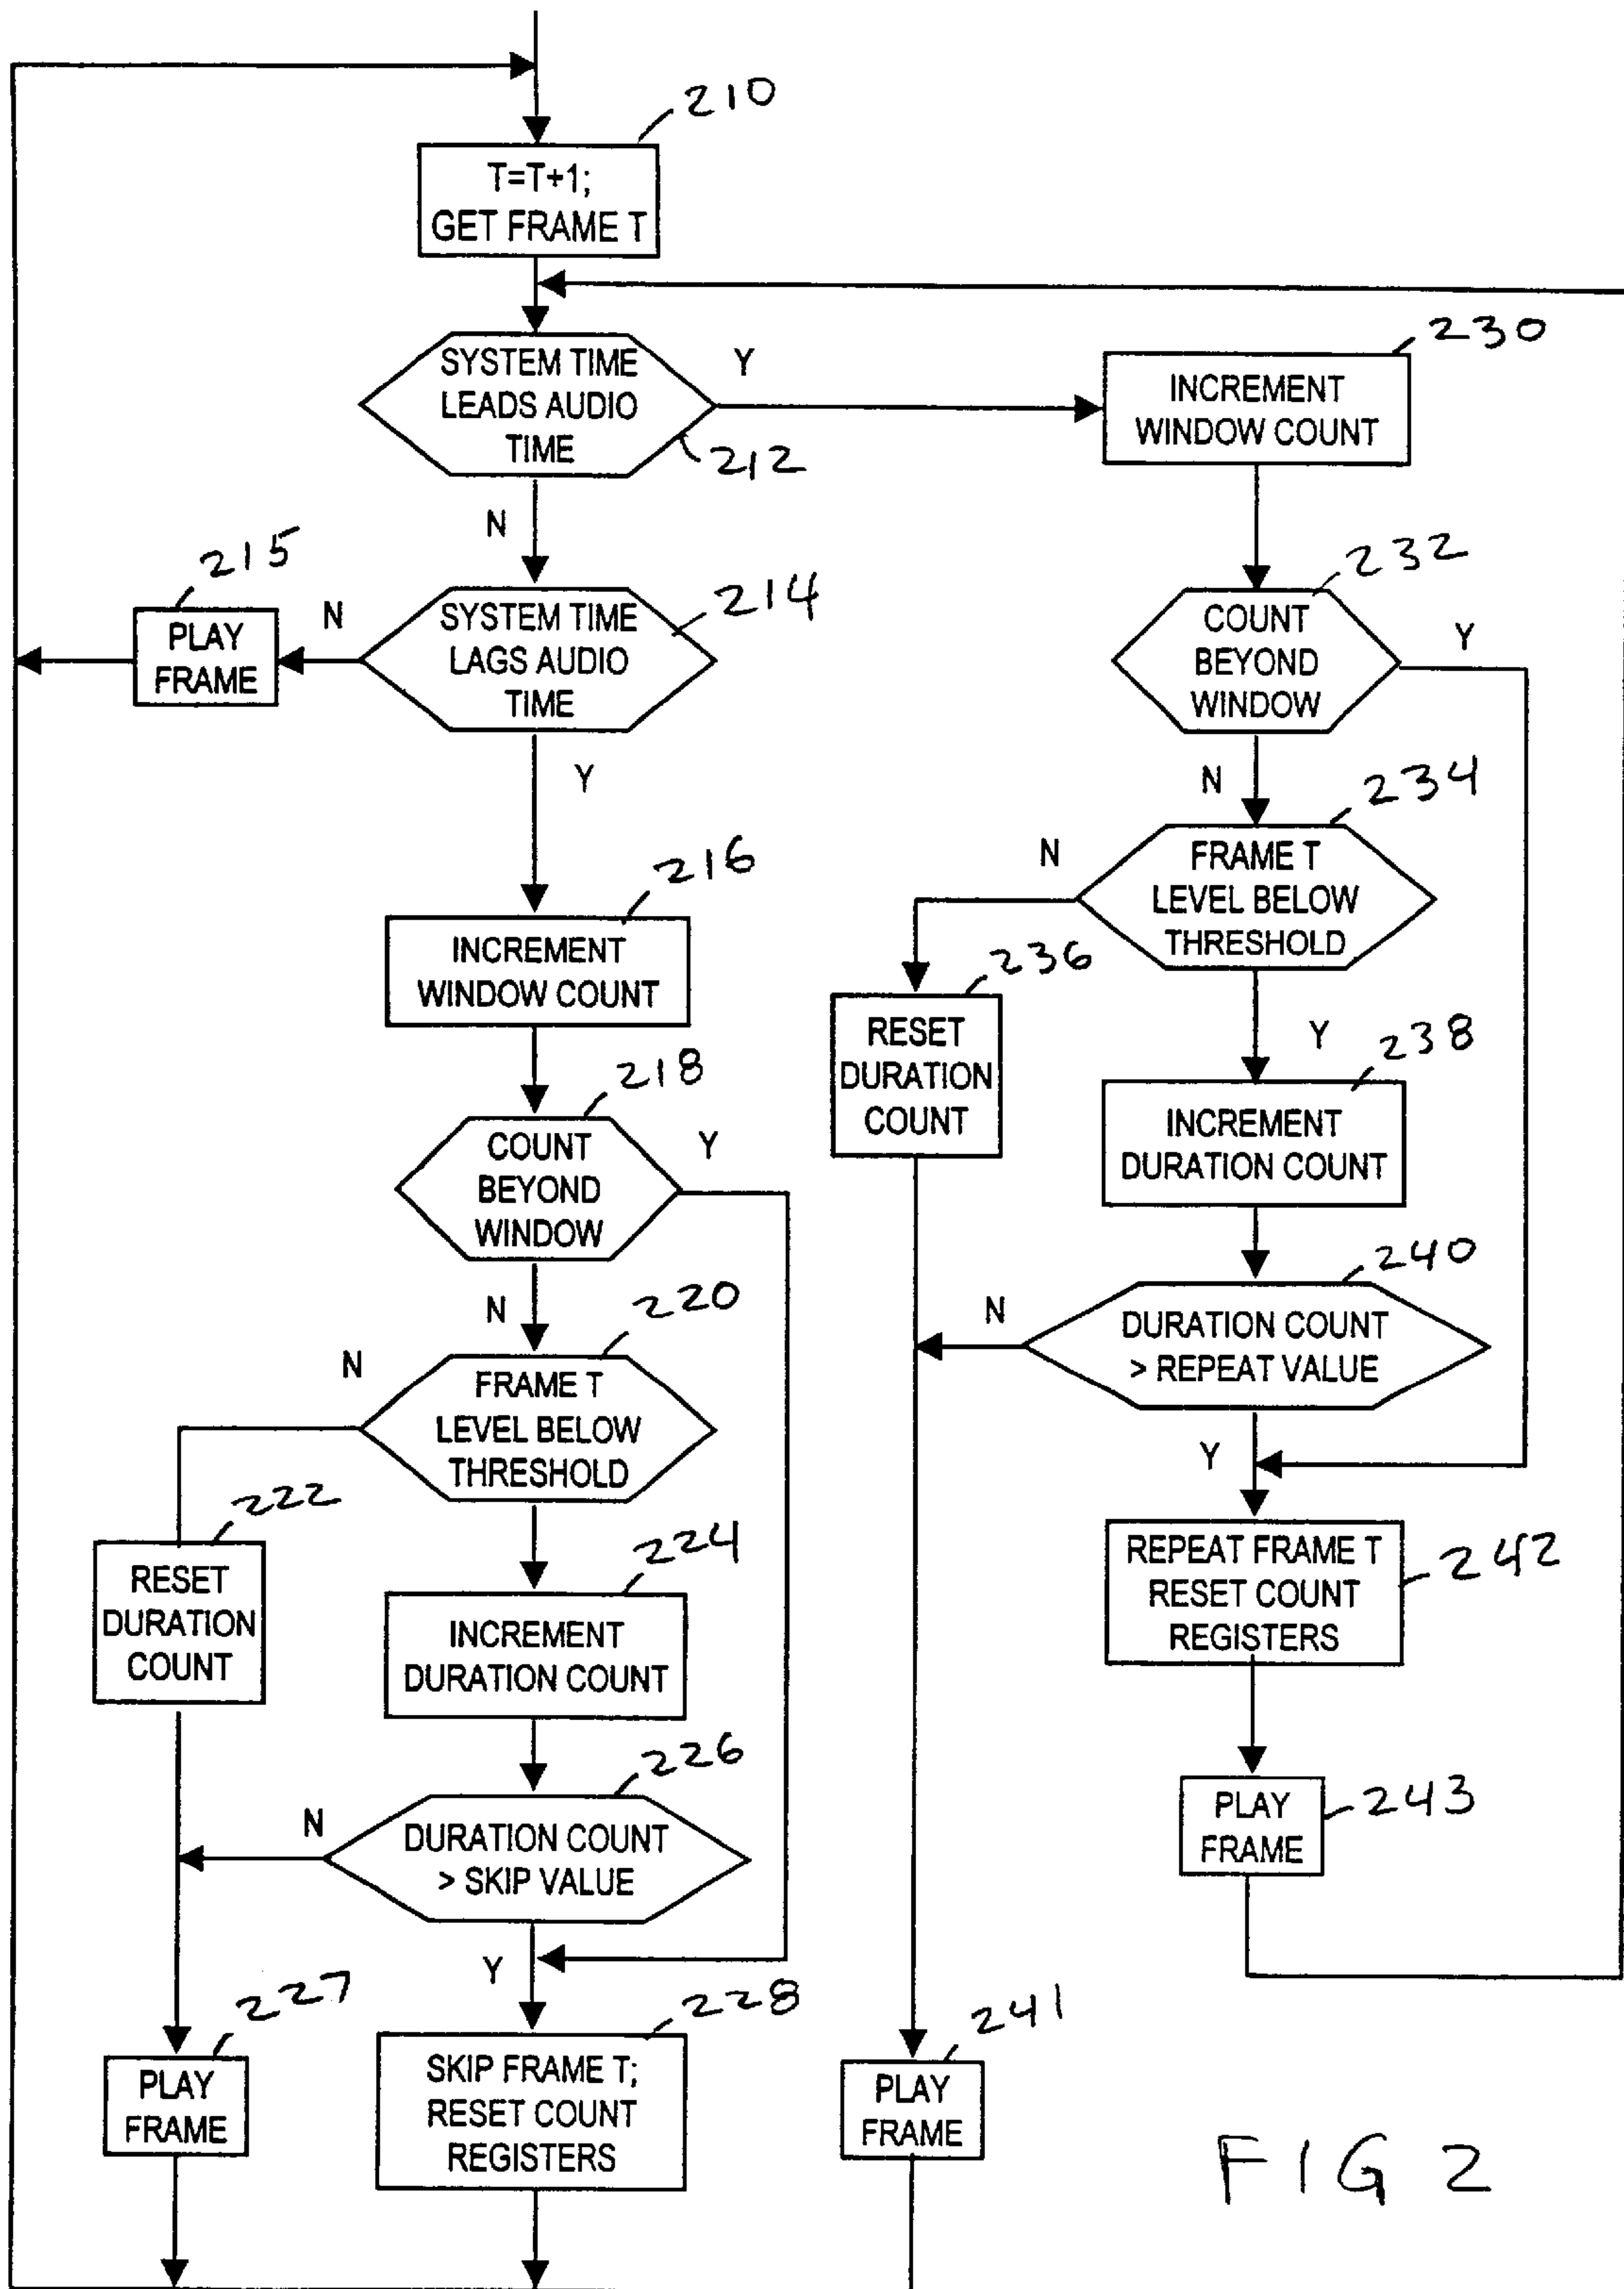 210
T=T+1;
GET FRAME T
SYSTEM TIME
LEADS AUDIO
TIME
Y
212
N
230
INCREMENT
WINDOW COUNT
215
PLAY
FRAME
N
SYSTEM TIME
LAGS AUDIO
TIME
214
Y
232
COUNT
BEYOND
WINDOW
Y
N
234
FRAME T
LEVEL BELOW
THRESHOLD
N
Y
216
INCREMENT
WINDOW COUNT
236
RESET
DURATION
COUNT
238
INCREMENT
DURATION COUNT
218
COUNT
BEYOND
WINDOW
Y
N
240
DURATION COUNT
> REPEAT VALUE
N
Y
220
FRAME T
LEVEL BELOW
THRESHOLD
N
222
RESET
DURATION
COUNT
224
INCREMENT
DURATION COUNT
242
REPEAT FRAME T
RESET COUNT
REGISTERS
226
DURATION COUNT
> SKIP VALUE
N
Y
243
PLAY
FRAME
227
PLAY
FRAME
228
SKIP FRAME T;
RESET COUNT
REGISTERS
241
PLAY
FRAME
FIG 2